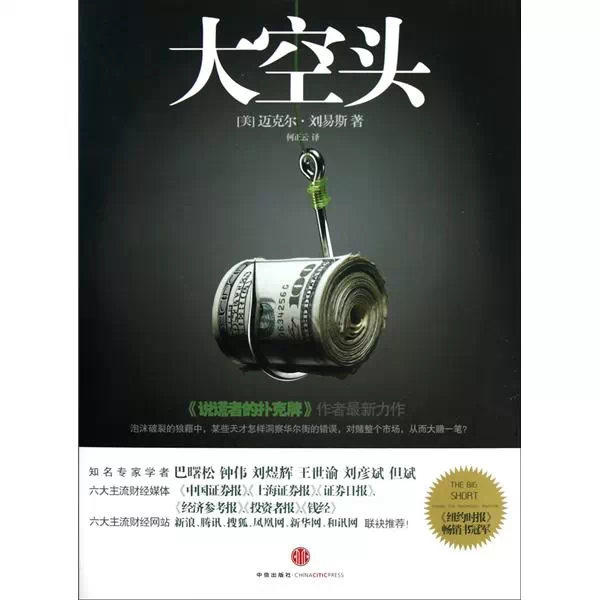 大空头
[美]迈克尔·刘易斯 著
何正云 译
100
《说谎者的扑克牌》作者最新力作
泡沫破裂的狼藉中，某些天才怎样洞察华尔街的错误，对赌整个市场，从而大赚一笔？
知名专家学者 巴曙松 钟伟 刘煜辉 王世渝 刘彦斌 但斌
六大主流财经媒体 《中国证券报》、《上海证券报》、《证券日报》、
《经济参考报》、《投资者报》、《钱经》
六大主流财经网站 新浪、腾讯、搜狐、凤凰网、新华网、和讯网 联袂推荐！
THE BIG
SHORT
《纽约时报》
畅销书冠军
中信出版社·CHINACITICPRESS